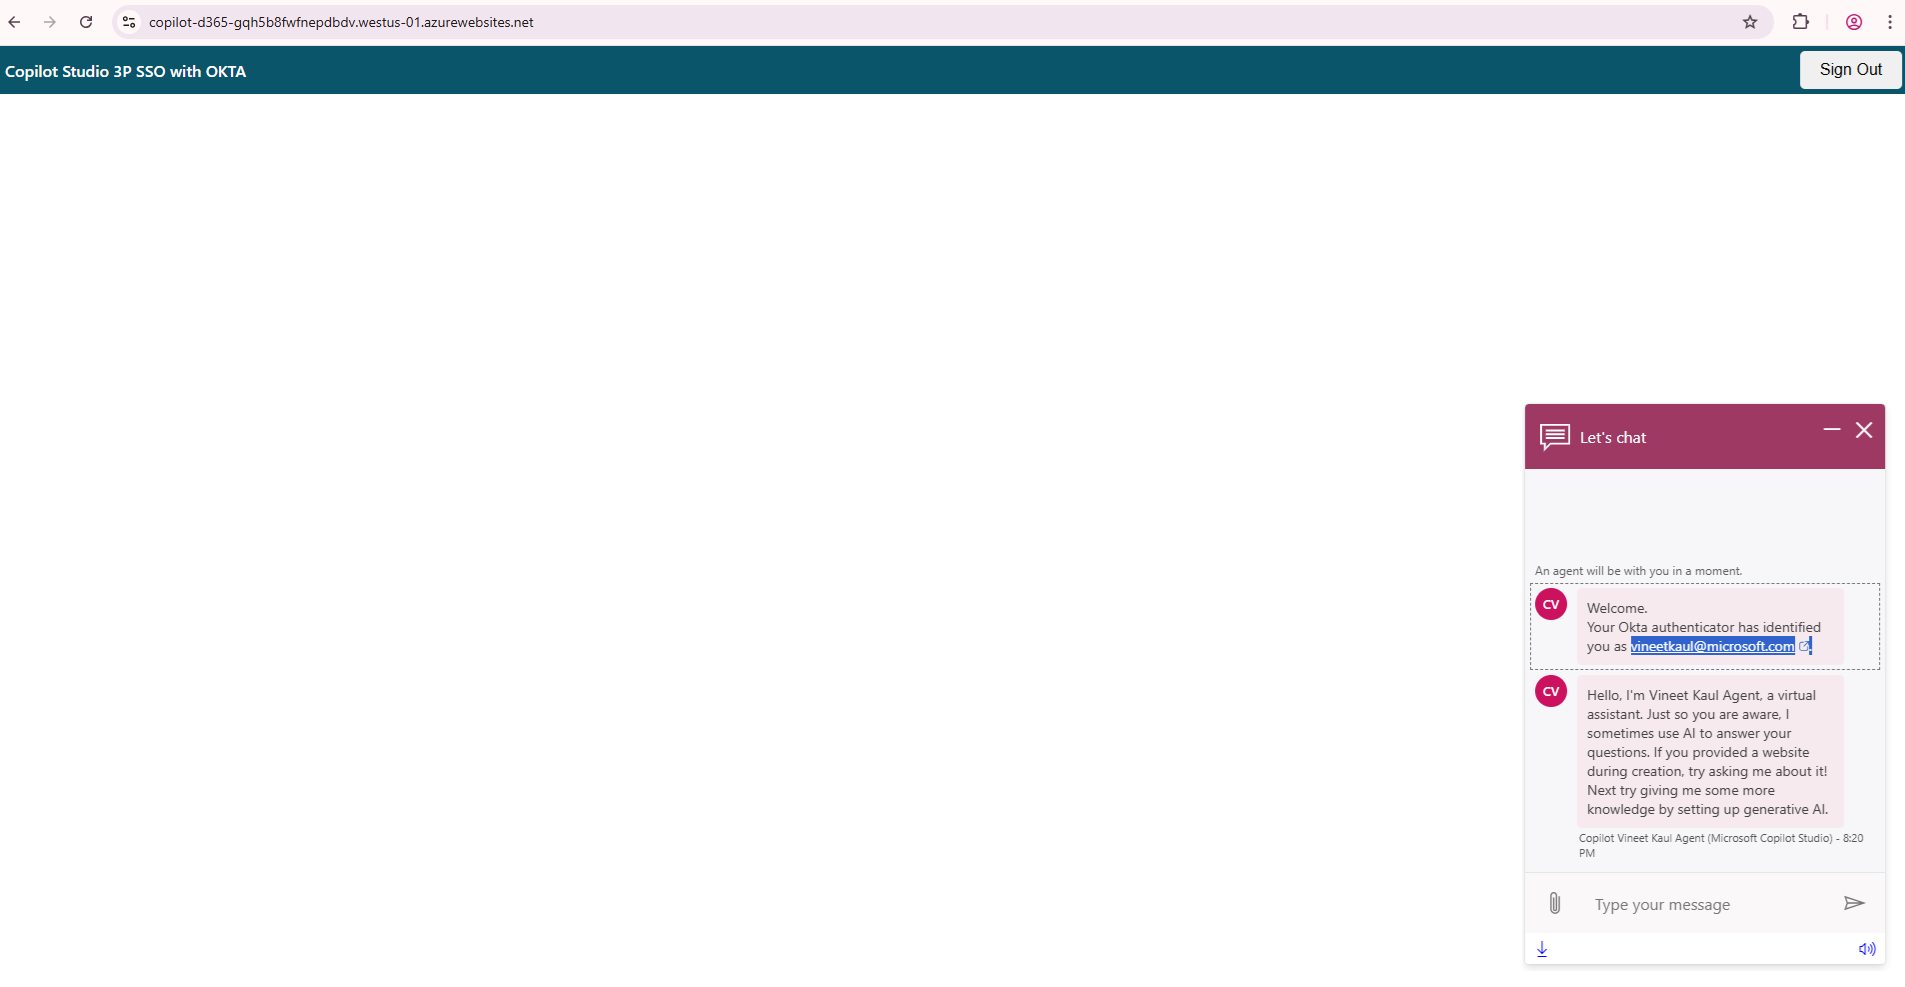 copilot-d365-gqh5b8fwfnepdbdv.westus-01.azurewebsites.net
Copilot Studio 3P SSO with OKTA
Sign Out
Let's chat
An agent will be with you in a moment.
CV
Welcome.
Your Okta authenticator has identified
you as vineetkaul@microsoft.com.
CV
Hello, I'm Vineet Kaul Agent, a virtual
assistant. Just so you are aware, I
sometimes use AI to answer your
questions. If you provided a website
during creation, try asking me about it!
Next try giving me some more
knowledge by setting up generative AI.
Copilot Vineet Kaul Agent (Microsoft Copilot Studio) - 8:20
PM
Type your message